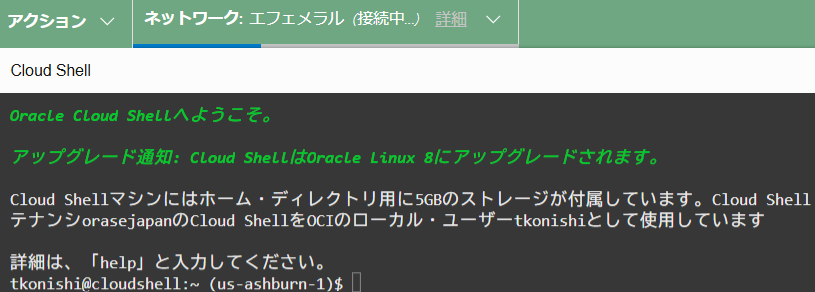 アクション
ネットワーク: エフェメラル (接続中...) 詳細
Cloud Shell
Oracle Cloud Shellへようこそ。
アップグレード通知: Cloud ShellはOracle Linux 8にアップグレードされます。
Cloud Shellマシンにはホーム・ディレクトリ用に5GBのストレージが付属しています。Cloud Shell
テナンシorasejapanのCloud ShellをOCIのローカル・ユーザーtkonishiとして使用しています
詳細は、「help」と入力してください。
tkonishi@cloudshell:~ (us-ashburn-1)$